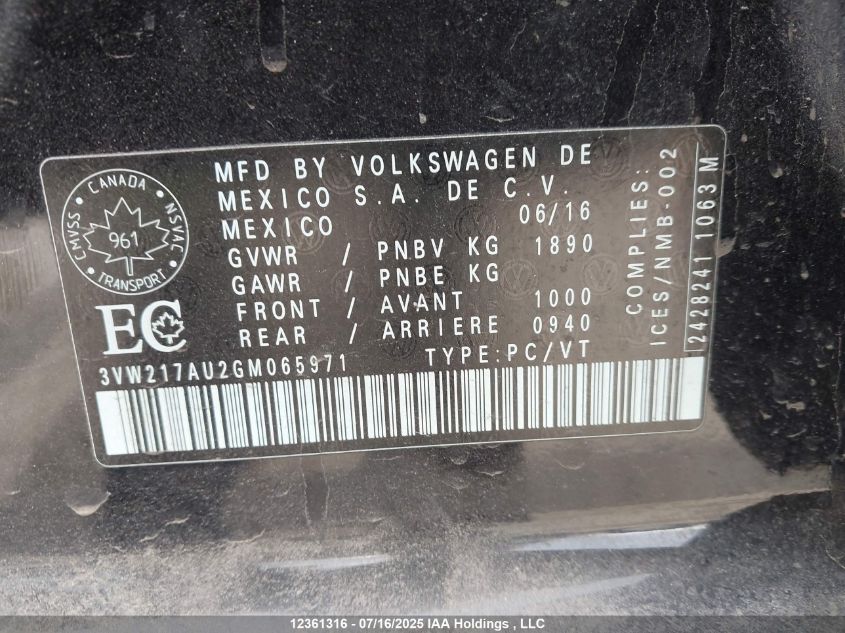 MFD BY VOLKSWAGEN DE
MEXICO S.A. DE C.V.
MEXICO 06/16
GVWR / PNBV KG 1890
GAWR / PNBE KG
FRONT / AVANT 1000
REAR / ARRIERE 0940
3VW217AU2GM065971 TYPE:PC/VT
CMVSS CANADA NSVAC
961
TRANSPORT
EC
COMPLIES:
ICES/NMB-002
2428241 1063 M
12361316 - 07/16/2025 IAA Holdings , LLC